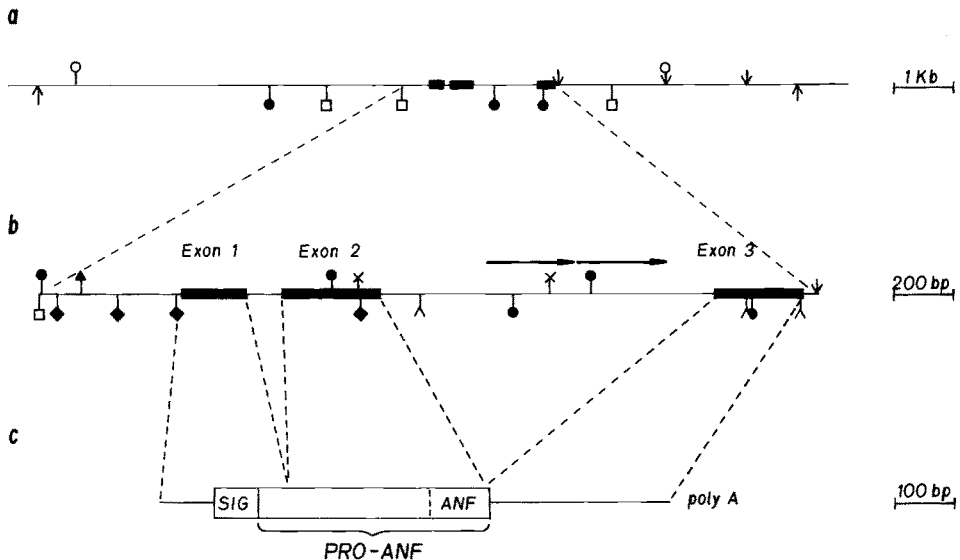 a
1 Kb
b
Exon 1
Exon 2
Exon 3
200 bp
c
SIG
ANF
poly A
100 bp
PRO-ANF